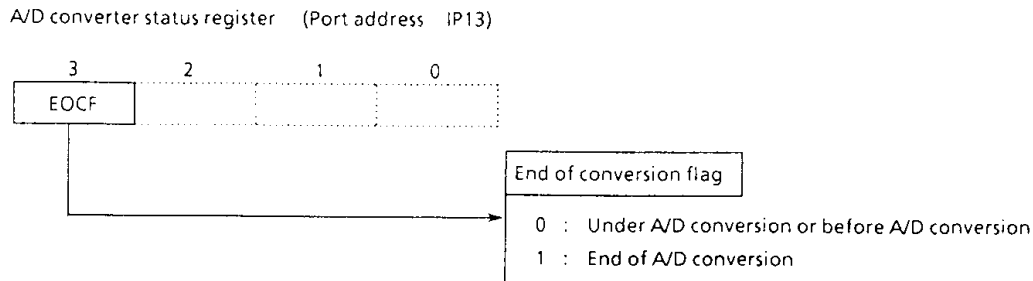 A/D converter status register (Port address IP13)
3 2 1 0
EOCF
End of conversion flag
0 : Under A/D conversion or before A/D conversion
1 : End of A/D conversion